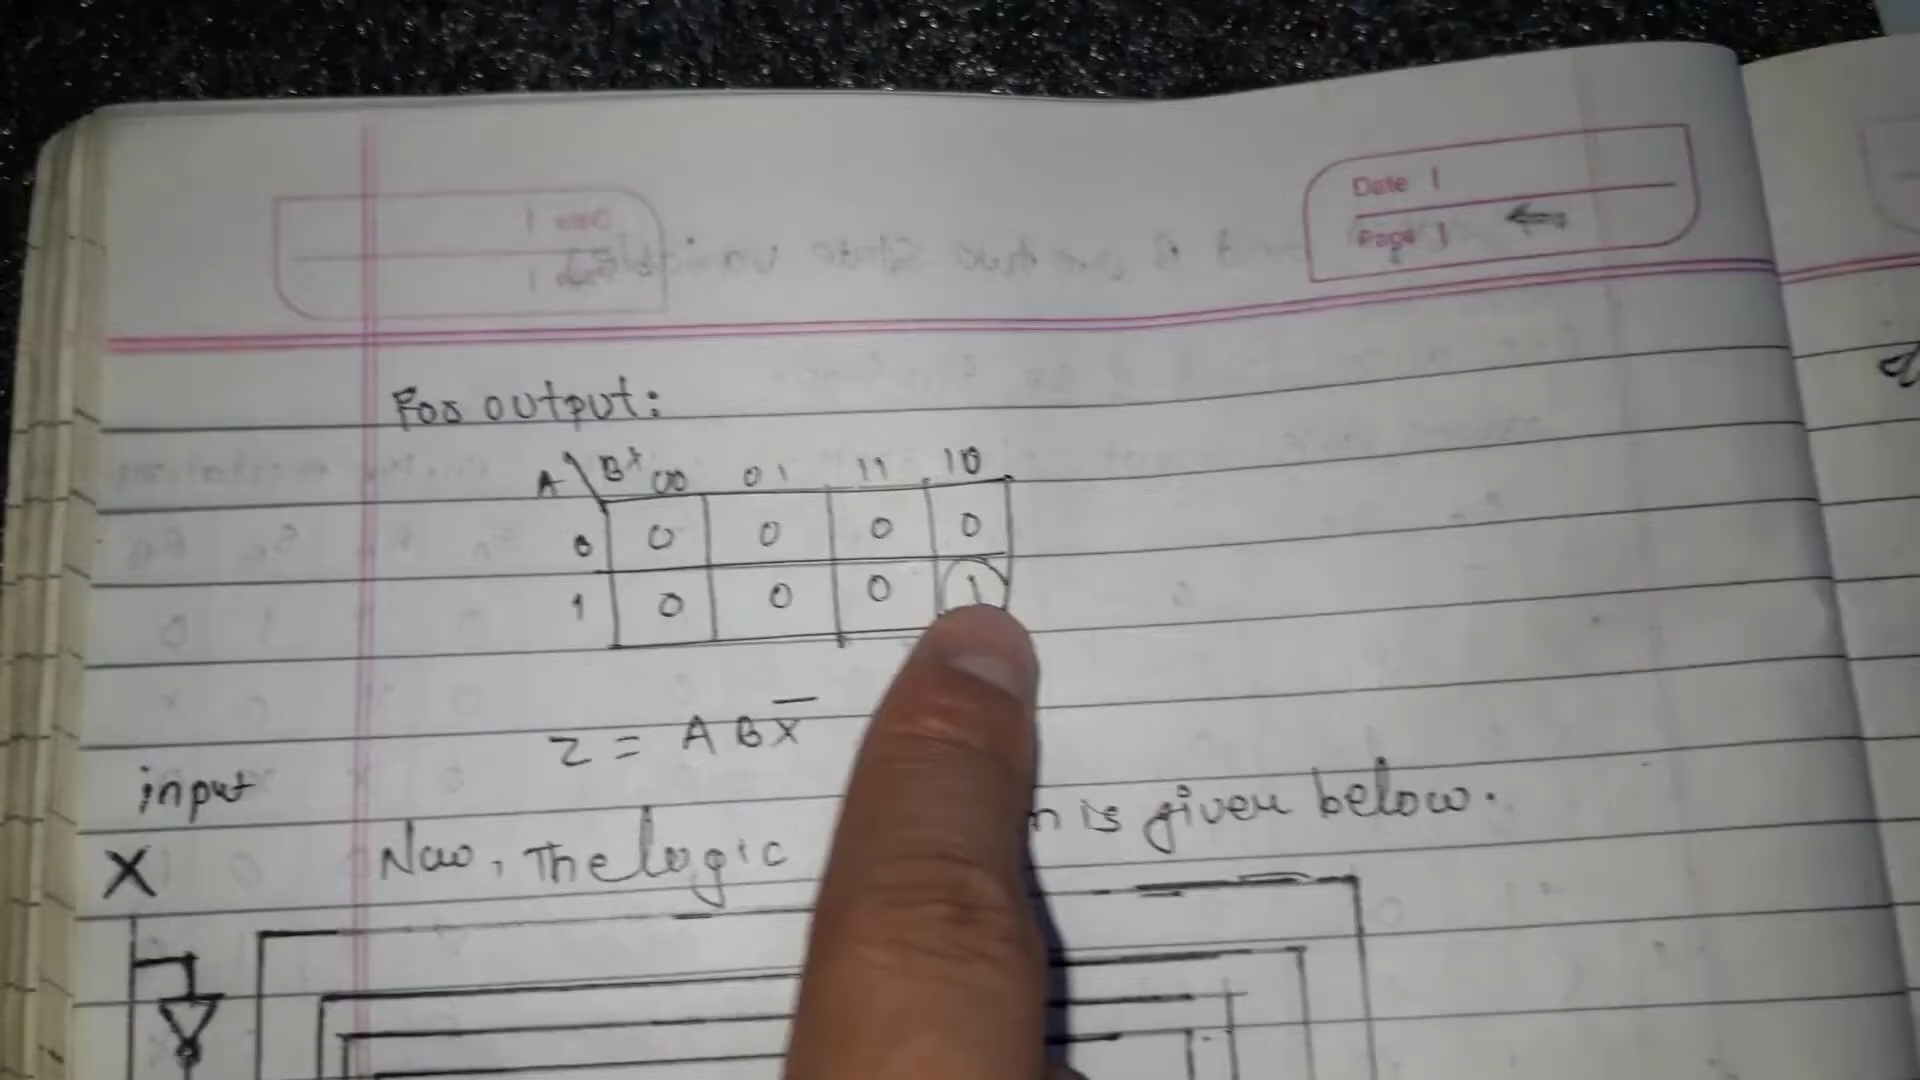 Date
Page
For output:
A \ Bx 00 01 11 10
0 0 0 0 0
1 0 0 0 1
Z = A B x̅
input
Now, The logic is given below.
X